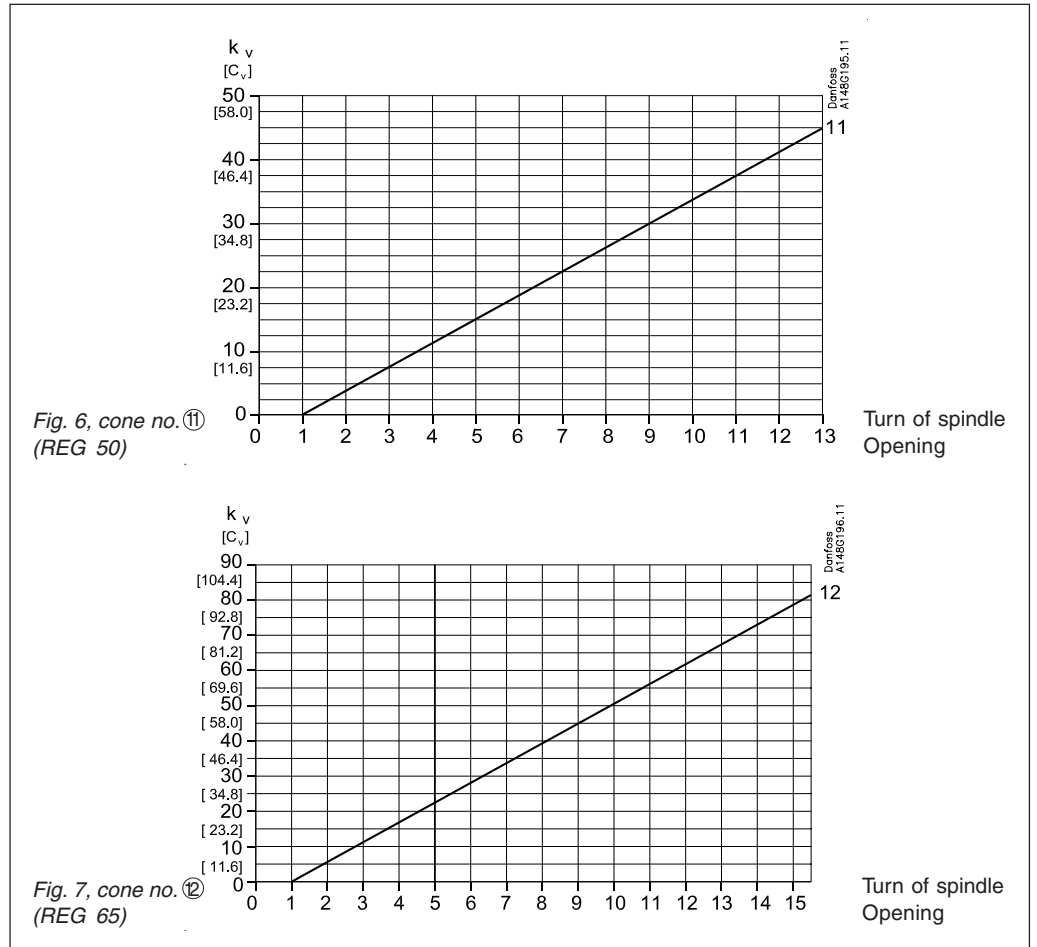 k v
[Cv]
50
[58.0]
40
[46.4]
30
[34.8]
20
[23.2]
10
[11.6]
0
0 1 2 3 4 5 6 7 8 9 10 11 12 13
11
Danfoss
A148G195.11
Fig. 6, cone no. ⑪
(REG 50)
Turn of spindle
Opening
k v
[Cv]
90
[104.4]
80
[ 92.8]
70
[ 81.2]
60
[ 69.6]
50
[ 58.0]
40
[ 46.4]
30
[ 34.8]
20
[ 23.2]
10
[ 11.6]
0
0 1 2 3 4 5 6 7 8 9 10 11 12 13 14 15
12
Danfoss
A148G196.11
Fig. 7, cone no. ⑫
(REG 65)
Turn of spindle
Opening